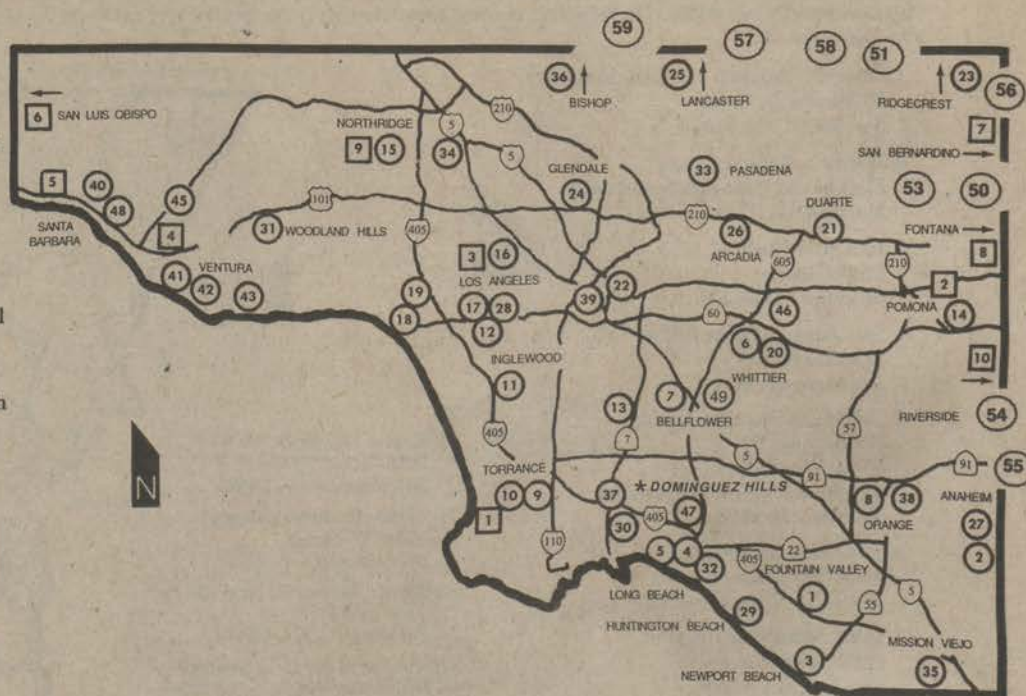 59
57
58
51
36
BISHOP
25
LANCASTER
23
RIDGECREST
56
6 SAN LUIS OBISPO
NORTHRIDGE
9 15
34
5
210
5
7
SAN BERNARDINO
5
40
48
45
4
SANTA
BARBARA
GLENDALE
24
33 PASADENA
53
50
DUARTE
21
101
31 WOODLAND HILLS
405
210
26
ARCADIA
605
210
FONTANA
8
3 16
LOS ANGELES
41
VENTURA
42
43
19
18
17 28
12
39
22
60
46
2
POMONA
14
6
20
WHITTIER
INGLEWOOD
11
10
13
7
49
BELLFLOWER
RIVERSIDE
54
405
7
57
N
TORRANCE
10 9
1
5
91
91
55
37
* DOMINGUEZ HILLS
8
38
ANAHEIM
ORANGE
27
2
30
405
47
110
5
4
32
22
405
FOUNTAIN VALLEY
1
LONG BEACH
29
HUNTINGTON BEACH
55
5
MISSION VIEJO
35
3
NEWPORT BEACH